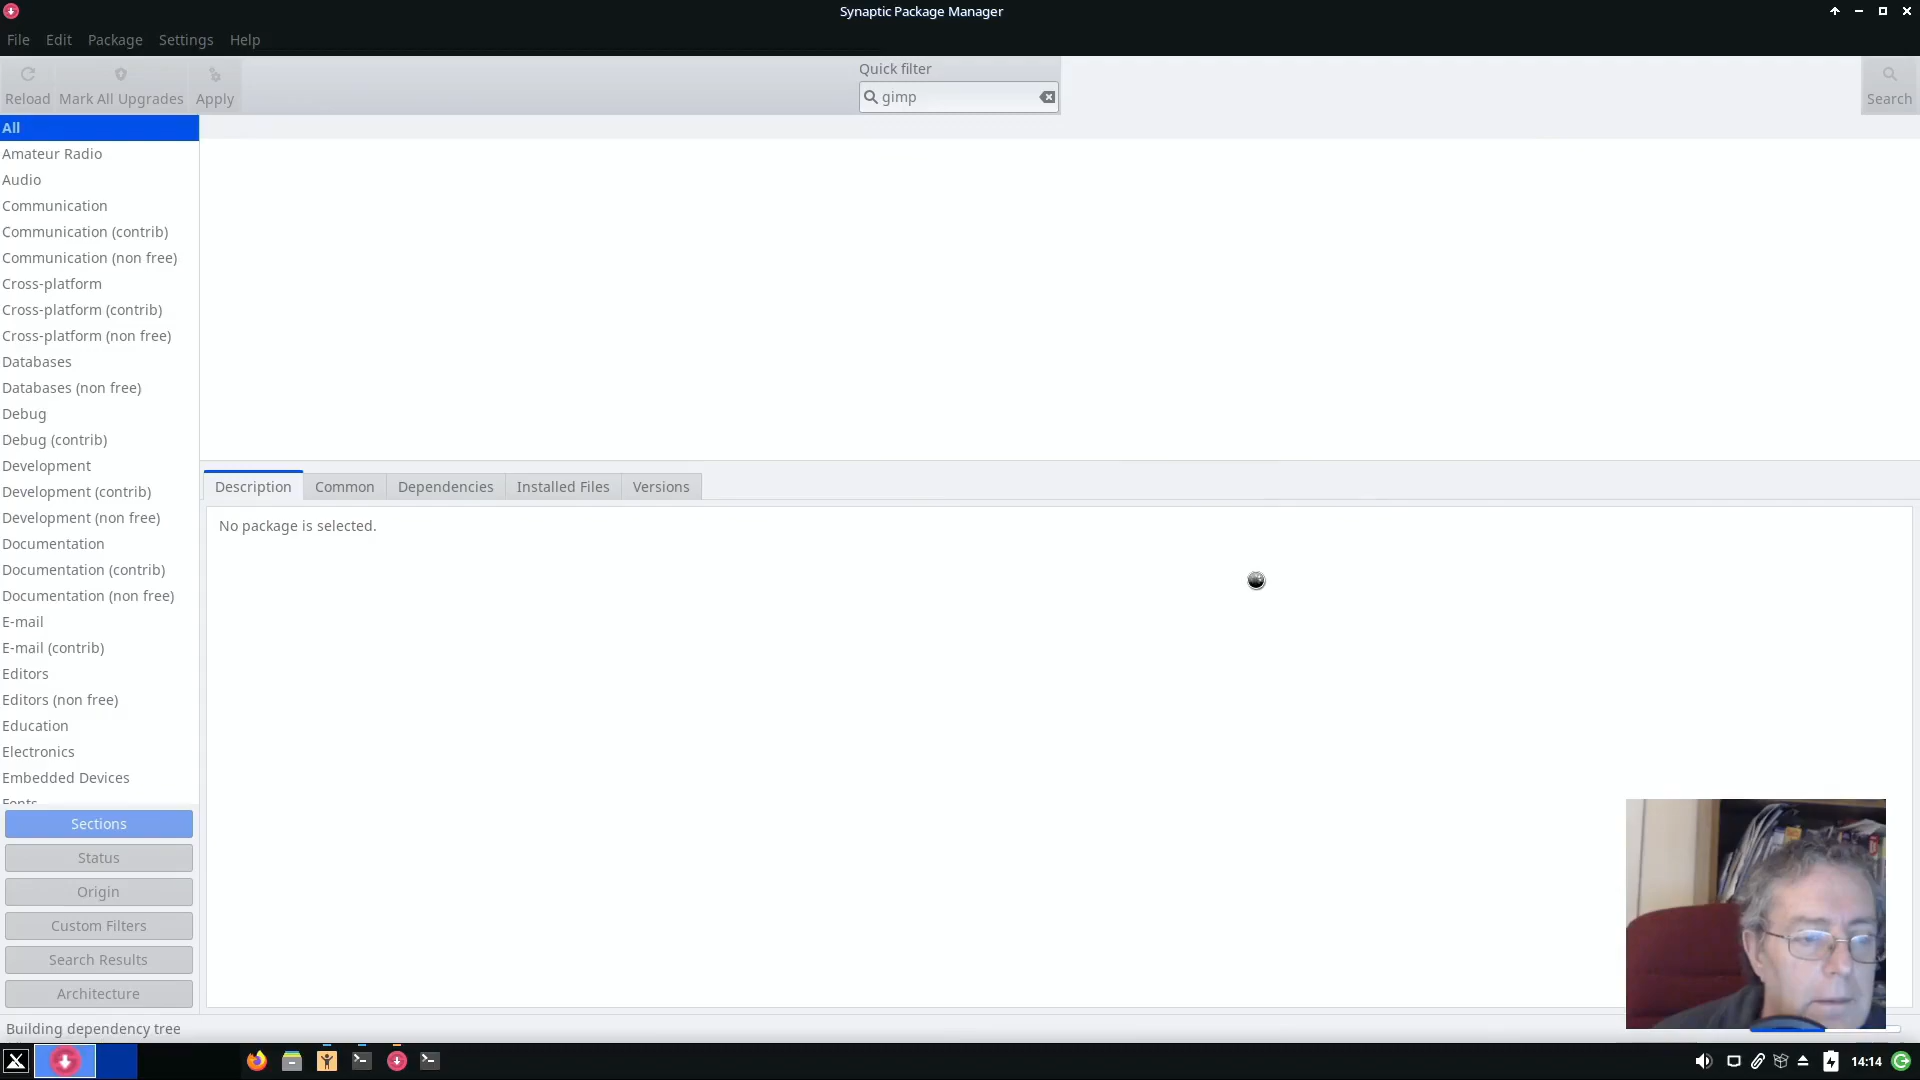 Synaptic Package Manager
File Edit Package Settings Help
Reload Mark All Upgrades Apply
Quick filter
gimp
Search
All
Amateur Radio
Audio
Communication
Communication (contrib)
Communication (non free)
Cross-platform
Cross-platform (contrib)
Cross-platform (non free)
Databases
Databases (non free)
Debug
Debug (contrib)
Development
Development (contrib)
Development (non free)
Documentation
Documentation (contrib)
Documentation (non free)
E-mail
E-mail (contrib)
Editors
Editors (non free)
Education
Electronics
Embedded Devices
Fonts
Sections
Status
Origin
Custom Filters
Search Results
Architecture
Description Common Dependencies Installed Files Versions
No package is selected.
Building dependency tree
14:14